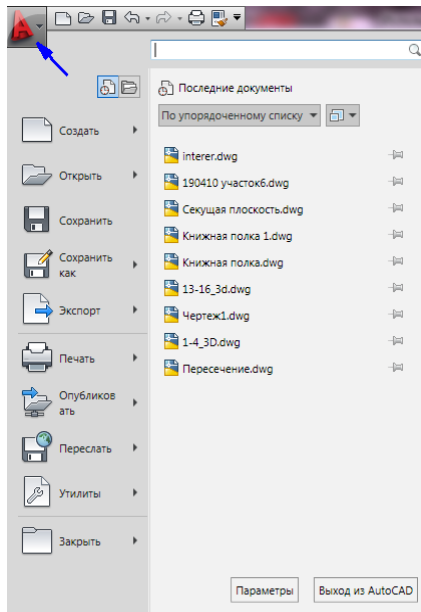 Последние документы
По упорядоченному списку
Создать
Открыть
Сохранить
Сохранить
как
Экспорт
Печать
Опубликов
ать
Переслать
Утилиты
Закрыть
interer.dwg
190410 участок6.dwg
Секущая плоскость.dwg
Книжная полка 1.dwg
Книжная полка.dwg
13-16_3d.dwg
Чертеж1.dwg
1-4_3D.dwg
Пересечение.dwg
Параметры
Выход из AutoCAD